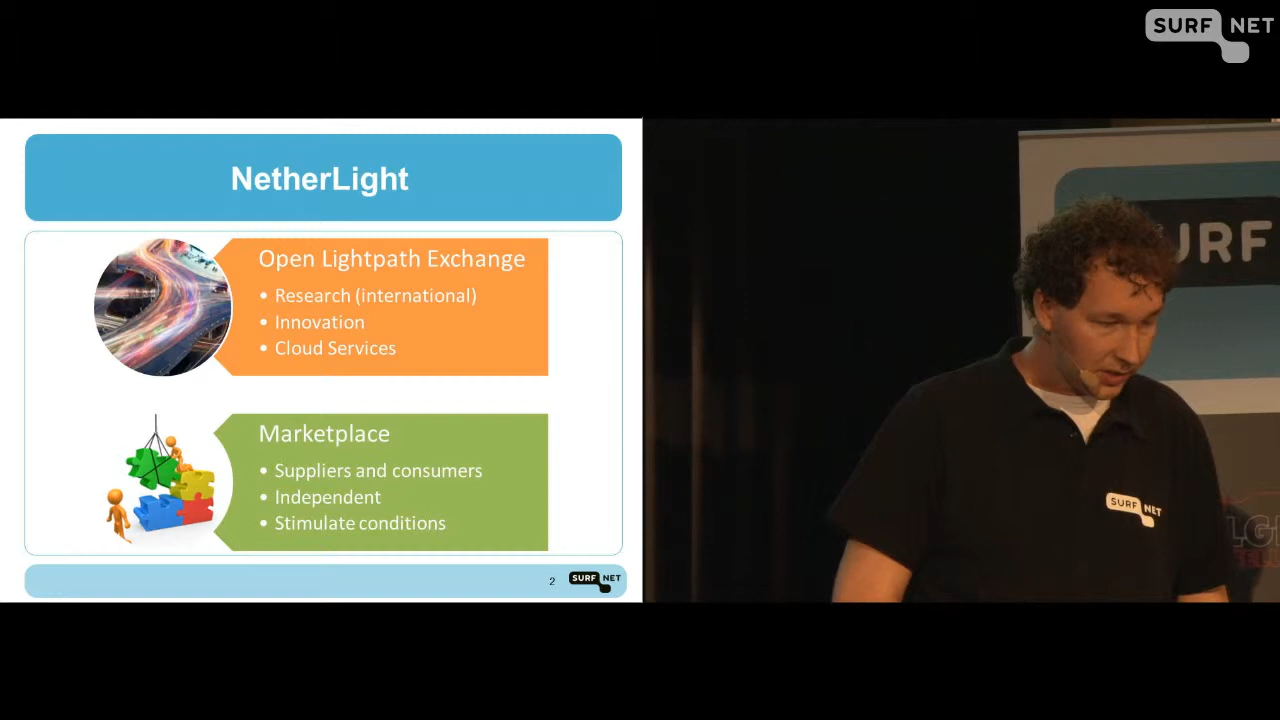 SURF NET
NetherLight
Open Lightpath Exchange
• Research (international)
• Innovation
• Cloud Services
Marketplace
• Suppliers and consumers
• Independent
• Stimulate conditions
2
SURF NET
URF
SURF NET